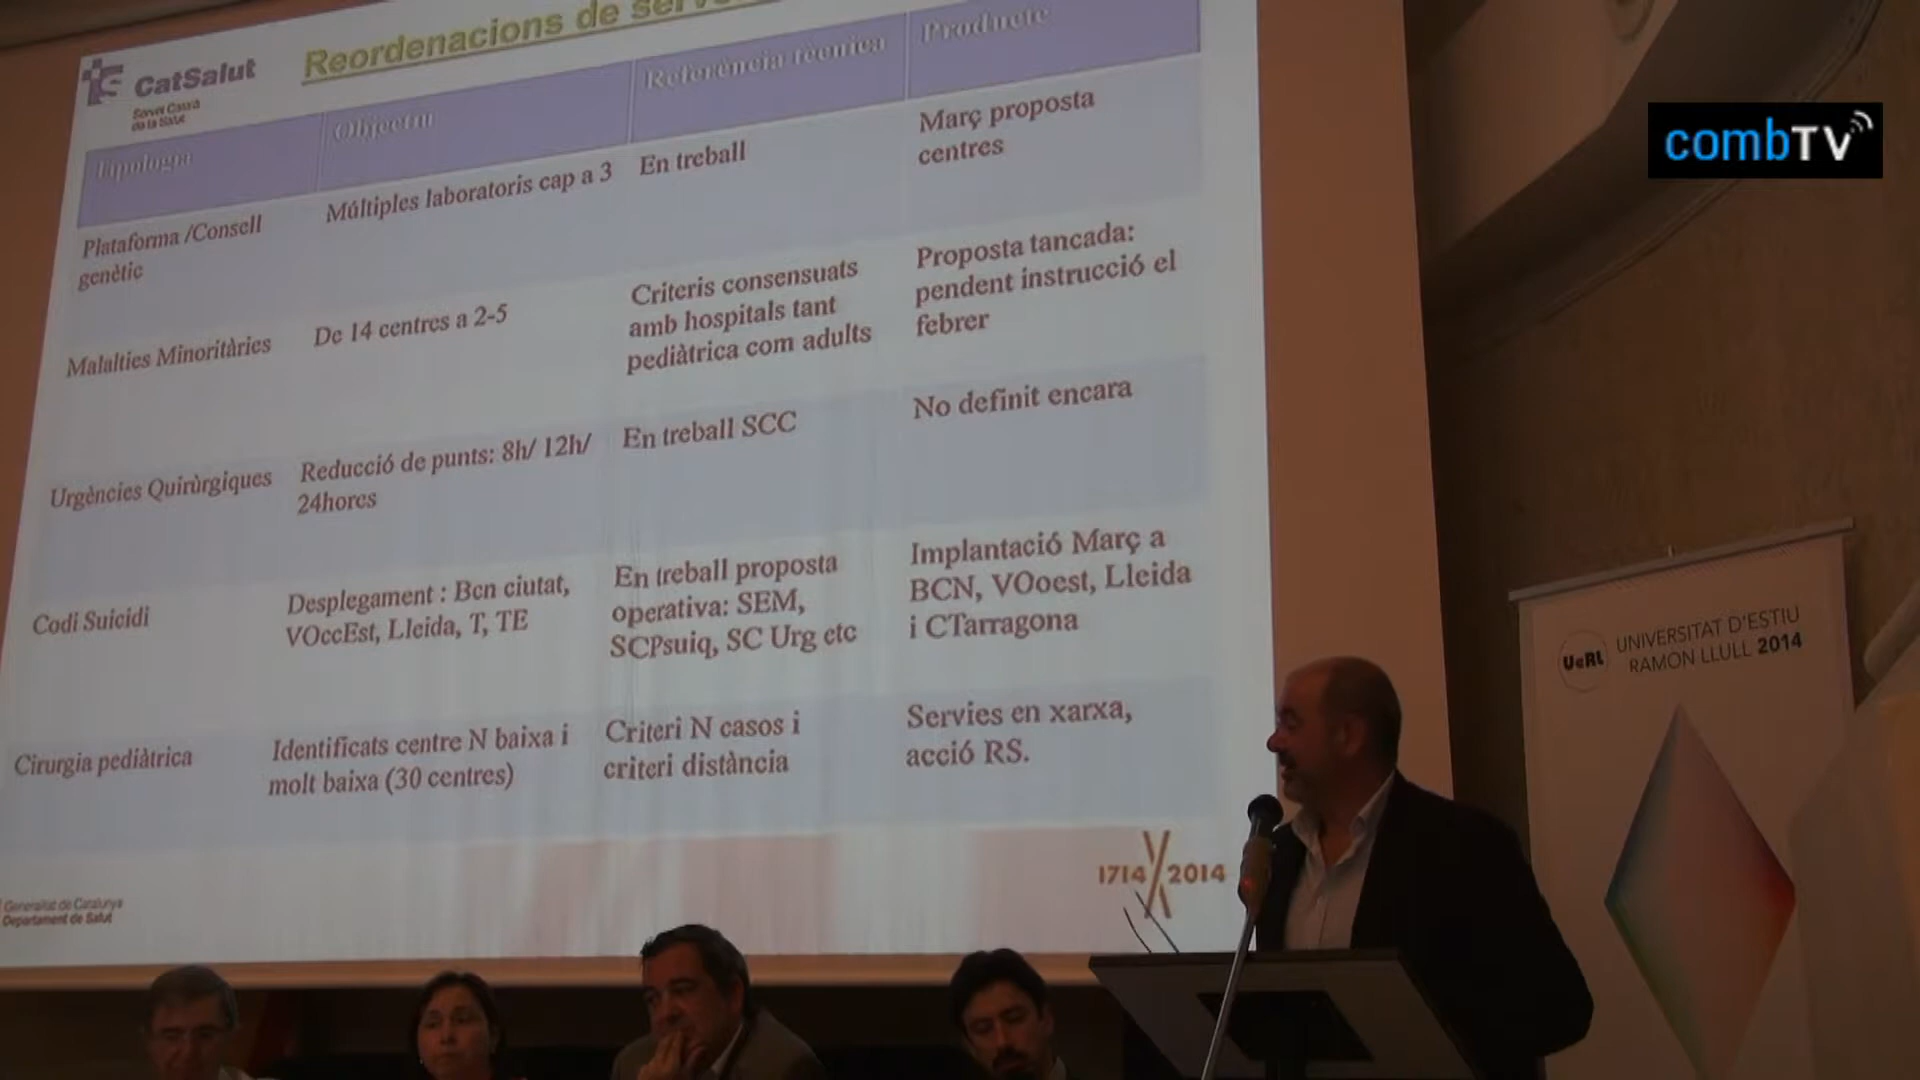 CatSalut
Servei Català
de la Salut
Reordenacions de
Tipologia
Objectiu
Referència tècnica
Producte
Plataforma /Consell
genètic
Múltiples laboratoris cap a 3
En treball
Març proposta
centres
Malalties Minoritàries
De 14 centres a 2-5
Criteris consensuats
amb hospitals tant
pediàtrica com adults
Proposta tancada:
pendent instrucció el
febrer
Urgències Quirúrgiques
Reducció de punts: 8h/ 12h/
24hores
En treball SCC
No definit encara
Codi Suicidi
Desplegament : Bcn ciutat,
VOccEst, Lleida, T, TE
En treball proposta
operativa: SEM,
SCPsuiq, SC Urg etc
Implantació Març a
BCN, VOoest, Lleida
i CTarragona
Cirurgia pediàtrica
Identificats centre N baixa i
molt baixa (30 centres)
Criteri N casos i
criteri distància
Servies en xarxa,
acció RS.
Generalitat de Catalunya
Departament de Salut
1714 2014
combTV
UeRL
UNIVERSITAT D'ESTIU
RAMON LLULL 2014